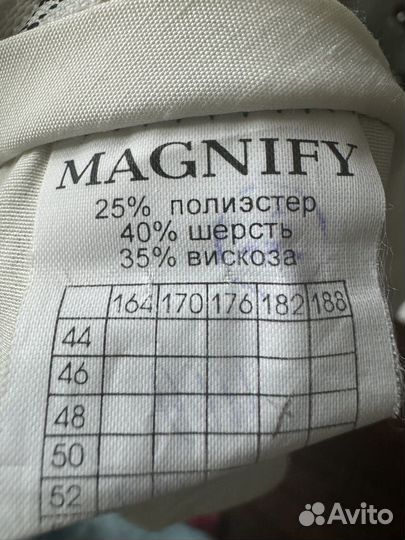 MAGNIFY
25% полиэстер
40% шерсть
35% вискоза
164 170 176 182 188
44
46
48
50
52
Avito